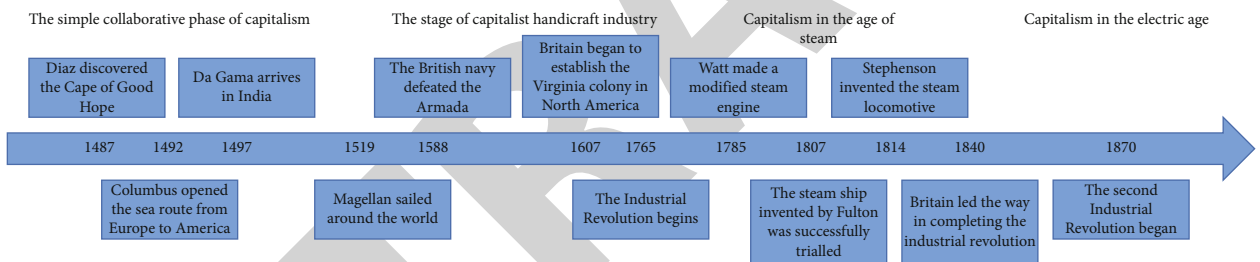 The simple collaborative phase of capitalism
The stage of capitalist handicraft industry
Capitalism in the age of
steam
Capitalism in the electric age
Diaz discovered
the Cape of Good
Hope
Da Gama arrives
in India
The British navy
defeated the
Armada
Britain began to
establish the
Virginia colony in
North America
Watt made a
modified steam
engine
Stephenson
invented the steam
locomotive
1487 1492 1497 1519 1588 1607 1765 1785 1807 1814 1840 1870
Columbus opened
the sea route from
Europe to America
Magellan sailed
around the world
The Industrial
Revolution begins
The steam ship
invented by Fulton
was successfully
trialled
Britain led the way
in completing the
industrial revolution
The second
Industrial
Revolution began